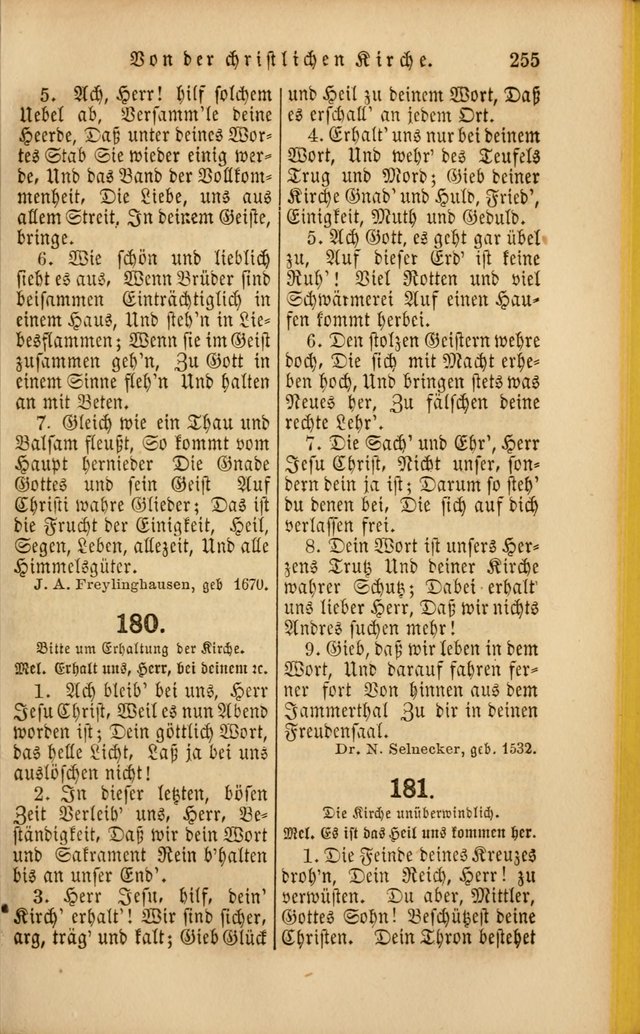 Von der christlichen Kirche. 255
5. Ach, Herr! hilf solchem
Uebel ab, Versamm'le deine
Heerde, Daß unter deines Wor-
tes Stab Sie wieder einig wer-
de, Und das Band der Vollkom-
menheit, Die Liebe, uns aus
allem Streit, In deinem Geiste,
bringe.
6. Wie schön und lieblich
sieht es aus, Wenn Brüder sind
beisammen Einträchtiglich in
einem Haus, Und steh'n in Lie-
besflammen; Wenn sie im Geist
zusammen geh'n, Zu Gott in
einem Sinne fleh'n Und halten
an mit Beten.
7. Gleich wie ein Thau und
Balsam fleußt, So kommt vom
Haupt hernieder Die Gnade
Gottes und sein Geist Auf
Christi wahre Glieder; Das ist
die Frucht der Einigkeit, Heil,
Segen, Leben, allezeit, Und alle
Himmelsgüter.
J. A. Freylinghausen, geb 1670.
180.
Bitte um Erhaltung der Kirche.
Mel. Erhalt uns, Herr, bei deinem ꝛc.
1. Ach bleib' bei uns, Herr
Jesu Christ, Weil es nun Abend
worden ist; Dein göttlich Wort,
das helle Licht, Laß ja bei uns
auslöschen nicht!
2. In dieser letzten, bösen
Zeit Verleih' uns, Herr, Be-
ständigkeit, Daß wir dein Wort
und Sakrament Rein b'halten
bis an unser End'.
3. Herr Jesu, hilf, dein'
Kirch' erhalt'! Wir sind sicher,
arg, träg' und kalt; Gieb Glück
und Heil zu deinem Wort, Daß
es erschall' an jedem Ort.
4. Erhalt' uns nur bei deinem
Wort, Und wehr' des Teufels
Trug und Mord; Gieb deiner
Kirche Gnad' und Huld, Fried',
Einigkeit, Muth und Geduld.
5. Ach Gott, es geht gar übel
zu, Auf dieser Erd' ist keine
Ruh'! Viel Rotten und viel
Schwärmerei Auf einen Hau-
fen kommt herbei.
6. Den stolzen Geistern wehre
doch, Die sich mit Macht erhe-
ben hoch, Und bringen stets was
Neues her, Zu fälschen deine
rechte Lehr'.
7. Die Sach' und Ehr', Herr
Jesu Christ, Nicht unser, son-
dern dein ja ist; Darum so steh'
du denen bei, Die sich auf dich
verlassen frei.
8. Dein Wort ist unsers Her-
zens Trutz Und deiner Kirche
wahrer Schutz; Dabei erhalt
uns lieber Herr, Daß wir nichts
Andres suchen mehr!
9. Gieb, daß wir leben in dem
Wort, Und darauf fahren fer-
ner fort Von hinnen aus dem
Jammerthal Zu dir in deinen
Freudensaal.
Dr. N. Selnecker, geb. 1532.
181.
Die Kirche unüberwindlich.
Mel. Es ist das Heil uns kommen her.
1. Die Feinde deines Kreuzes
droh'n, Dein Reich, Herr! zu
verwüsten. Du aber, Mittler,
Gottes Sohn! Beschützest deine
Christen. Dein Thron bestehet